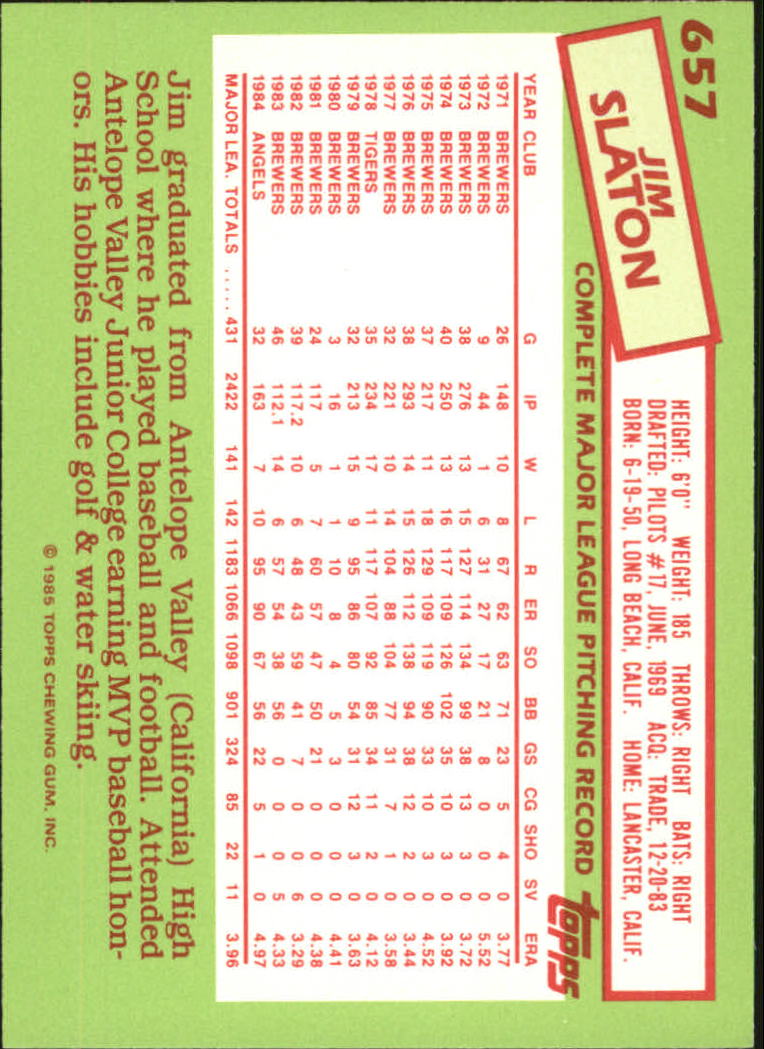 657
JIM
SLATON
HEIGHT: 6'0" WEIGHT: 185 THROWS: RIGHT BATS: RIGHT
DRAFTED: PILOTS #17, JUNE, 1969 ACQ: TRADE, 12-20-83
BORN: 6-19-50, LONG BEACH, CALIF. HOME: LANCASTER, CALIF.
COMPLETE MAJOR LEAGUE PITCHING RECORD topps
YEAR CLUB G IP W L R ER SO BB GS CG SHO SV ERA
1971 BREWERS 26 148 10 8 67 62 63 71 23 5 4 0 3.77
1972 BREWERS 9 44 1 6 31 27 17 21 8 0 0 0 5.52
1973 BREWERS 38 276 13 15 127 114 134 99 38 13 3 0 3.72
1974 BREWERS 40 250 13 16 117 109 126 102 35 10 3 0 3.92
1975 BREWERS 37 217 11 18 129 109 119 90 33 10 3 0 4.52
1976 BREWERS 38 293 14 15 126 112 138 94 38 12 2 0 3.44
1977 BREWERS 32 221 10 14 104 88 104 77 31 7 1 0 3.58
1978 TIGERS 35 234 17 11 117 107 92 85 34 11 2 0 4.12
1979 BREWERS 32 213 15 9 95 86 80 54 31 12 3 0 3.63
1980 BREWERS 3 16 1 1 10 8 4 5 3 0 0 0 4.41
1981 BREWERS 24 117 5 7 60 57 47 50 21 0 0 0 4.38
1982 BREWERS 39 117.2 10 6 48 43 59 41 7 0 0 6 3.29
1983 BREWERS 46 112.1 14 6 57 54 38 56 0 0 0 5 4.33
1984 ANGELS 32 163 7 10 95 90 67 56 22 5 1 0 4.97
MAJOR LEA. TOTALS ..... 431 2422 141 142 1183 1066 1098 901 324 85 22 11 3.96
Jim graduated from Antelope Valley (California) High
School where he played baseball and football. Attended
Antelope Valley Junior College earning MVP baseball hon-
ors. His hobbies include golf & water skiing.
© 1985 TOPPS CHEWING GUM, INC.